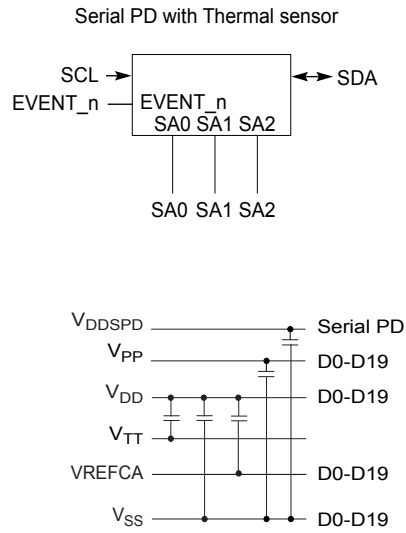 Serial PD with Thermal sensor
SCL SDA
EVENT_n EVENT_n
SA0 SA1 SA2
SA0 SA1 SA2
VDDSPD Serial PD
VPP D0-D19
VDD D0-D19
VTT
VREFCA D0-D19
VSS D0-D19